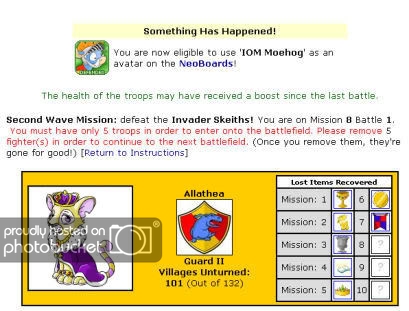 Something Has Happened!
DEFENDER
You are now eligible to use 'IOM Moehog' as an
avatar on the NeoBoards!
The health of the troops may have received a boost since the last battle.
Second Wave Mission: defeat the Invader Skeiths! You are on Mission 8 Battle 1.
You must have only 5 troops in order to enter onto the battlefield. Please remove 5
fighter(s) in order to continue to the next battlefield. (Once you remove them, they're
gone for good!) [Return to Instructions]
Allathea
Guard II
Villages Unturned:
101 (Out of 132)
Lost Items Recovered
Mission: 1 6
Mission: 2 7
Mission: 3 8 ?
Mission: 4 9 ?
Mission: 5 10 ?
proudly hosted on
photobucket